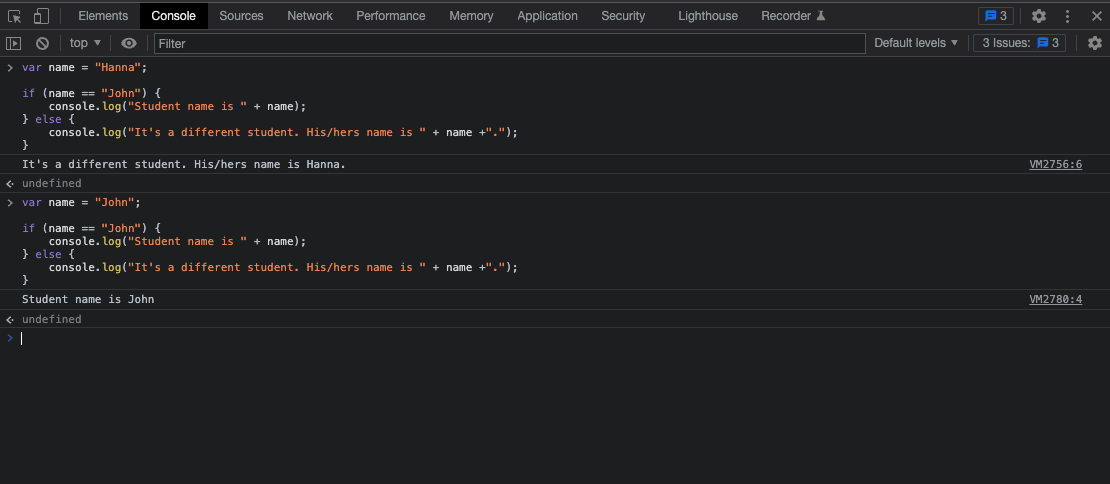 Elements Console Sources Network Performance Memory Application Security Lighthouse Recorder 3
top Filter Default levels 3 Issues: 3
var name = "Hanna";
if (name == "John") {
    console.log("Student name is " + name);
} else {
    console.log("It's a different student. His/hers name is " + name +".");
}
It's a different student. His/hers name is Hanna. VM2756:6
undefined
var name = "John";
if (name == "John") {
    console.log("Student name is " + name);
} else {
    console.log("It's a different student. His/hers name is " + name +".");
}
Student name is John VM2780:4
undefined